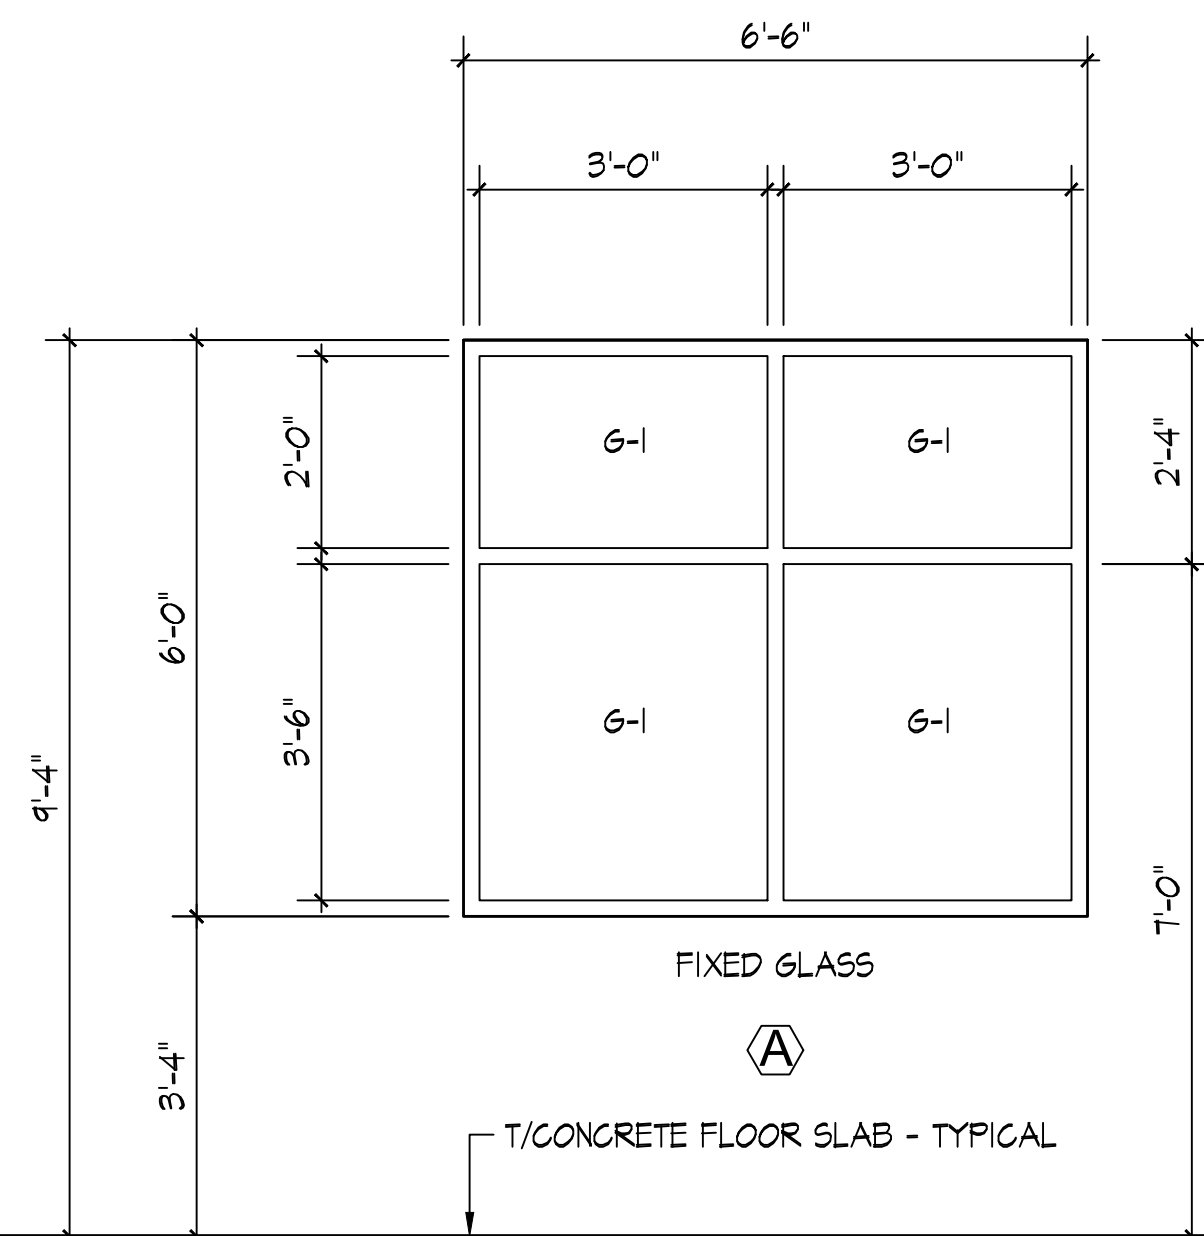 6'-6"
3'-0" 3'-0"
2'-0"
2'-4"
G-1 G-1
6'-0"
3'-6"
G-1 G-1
9'-4"
7'-0"
FIXED GLASS
A
3'-4"
T/CONCRETE FLOOR SLAB - TYPICAL